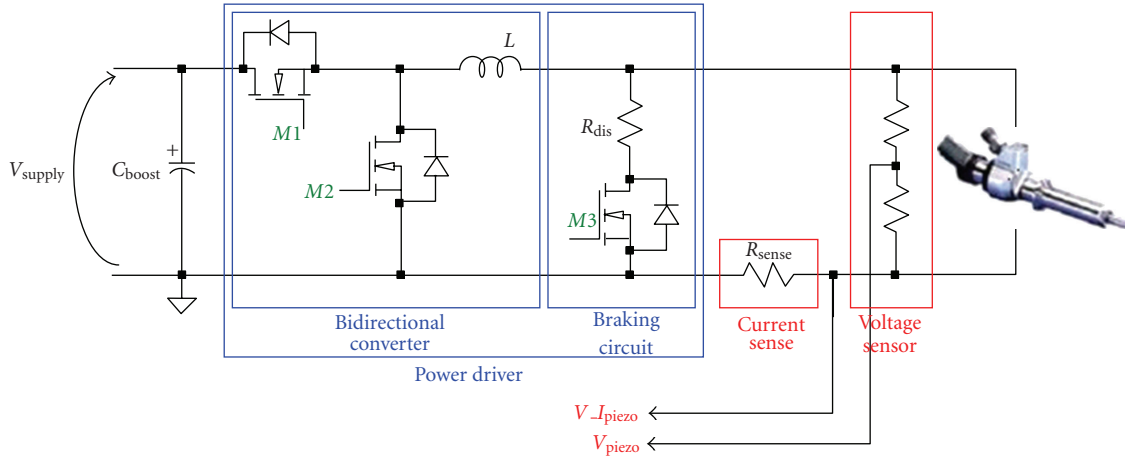 L
M1
R_dis
V_supply
+
C_boost
M2
M3
R_sense
Bidirectional
converter
Braking
circuit
Current
sense
Voltage
sensor
Power driver
V_I_piezo
V_piezo